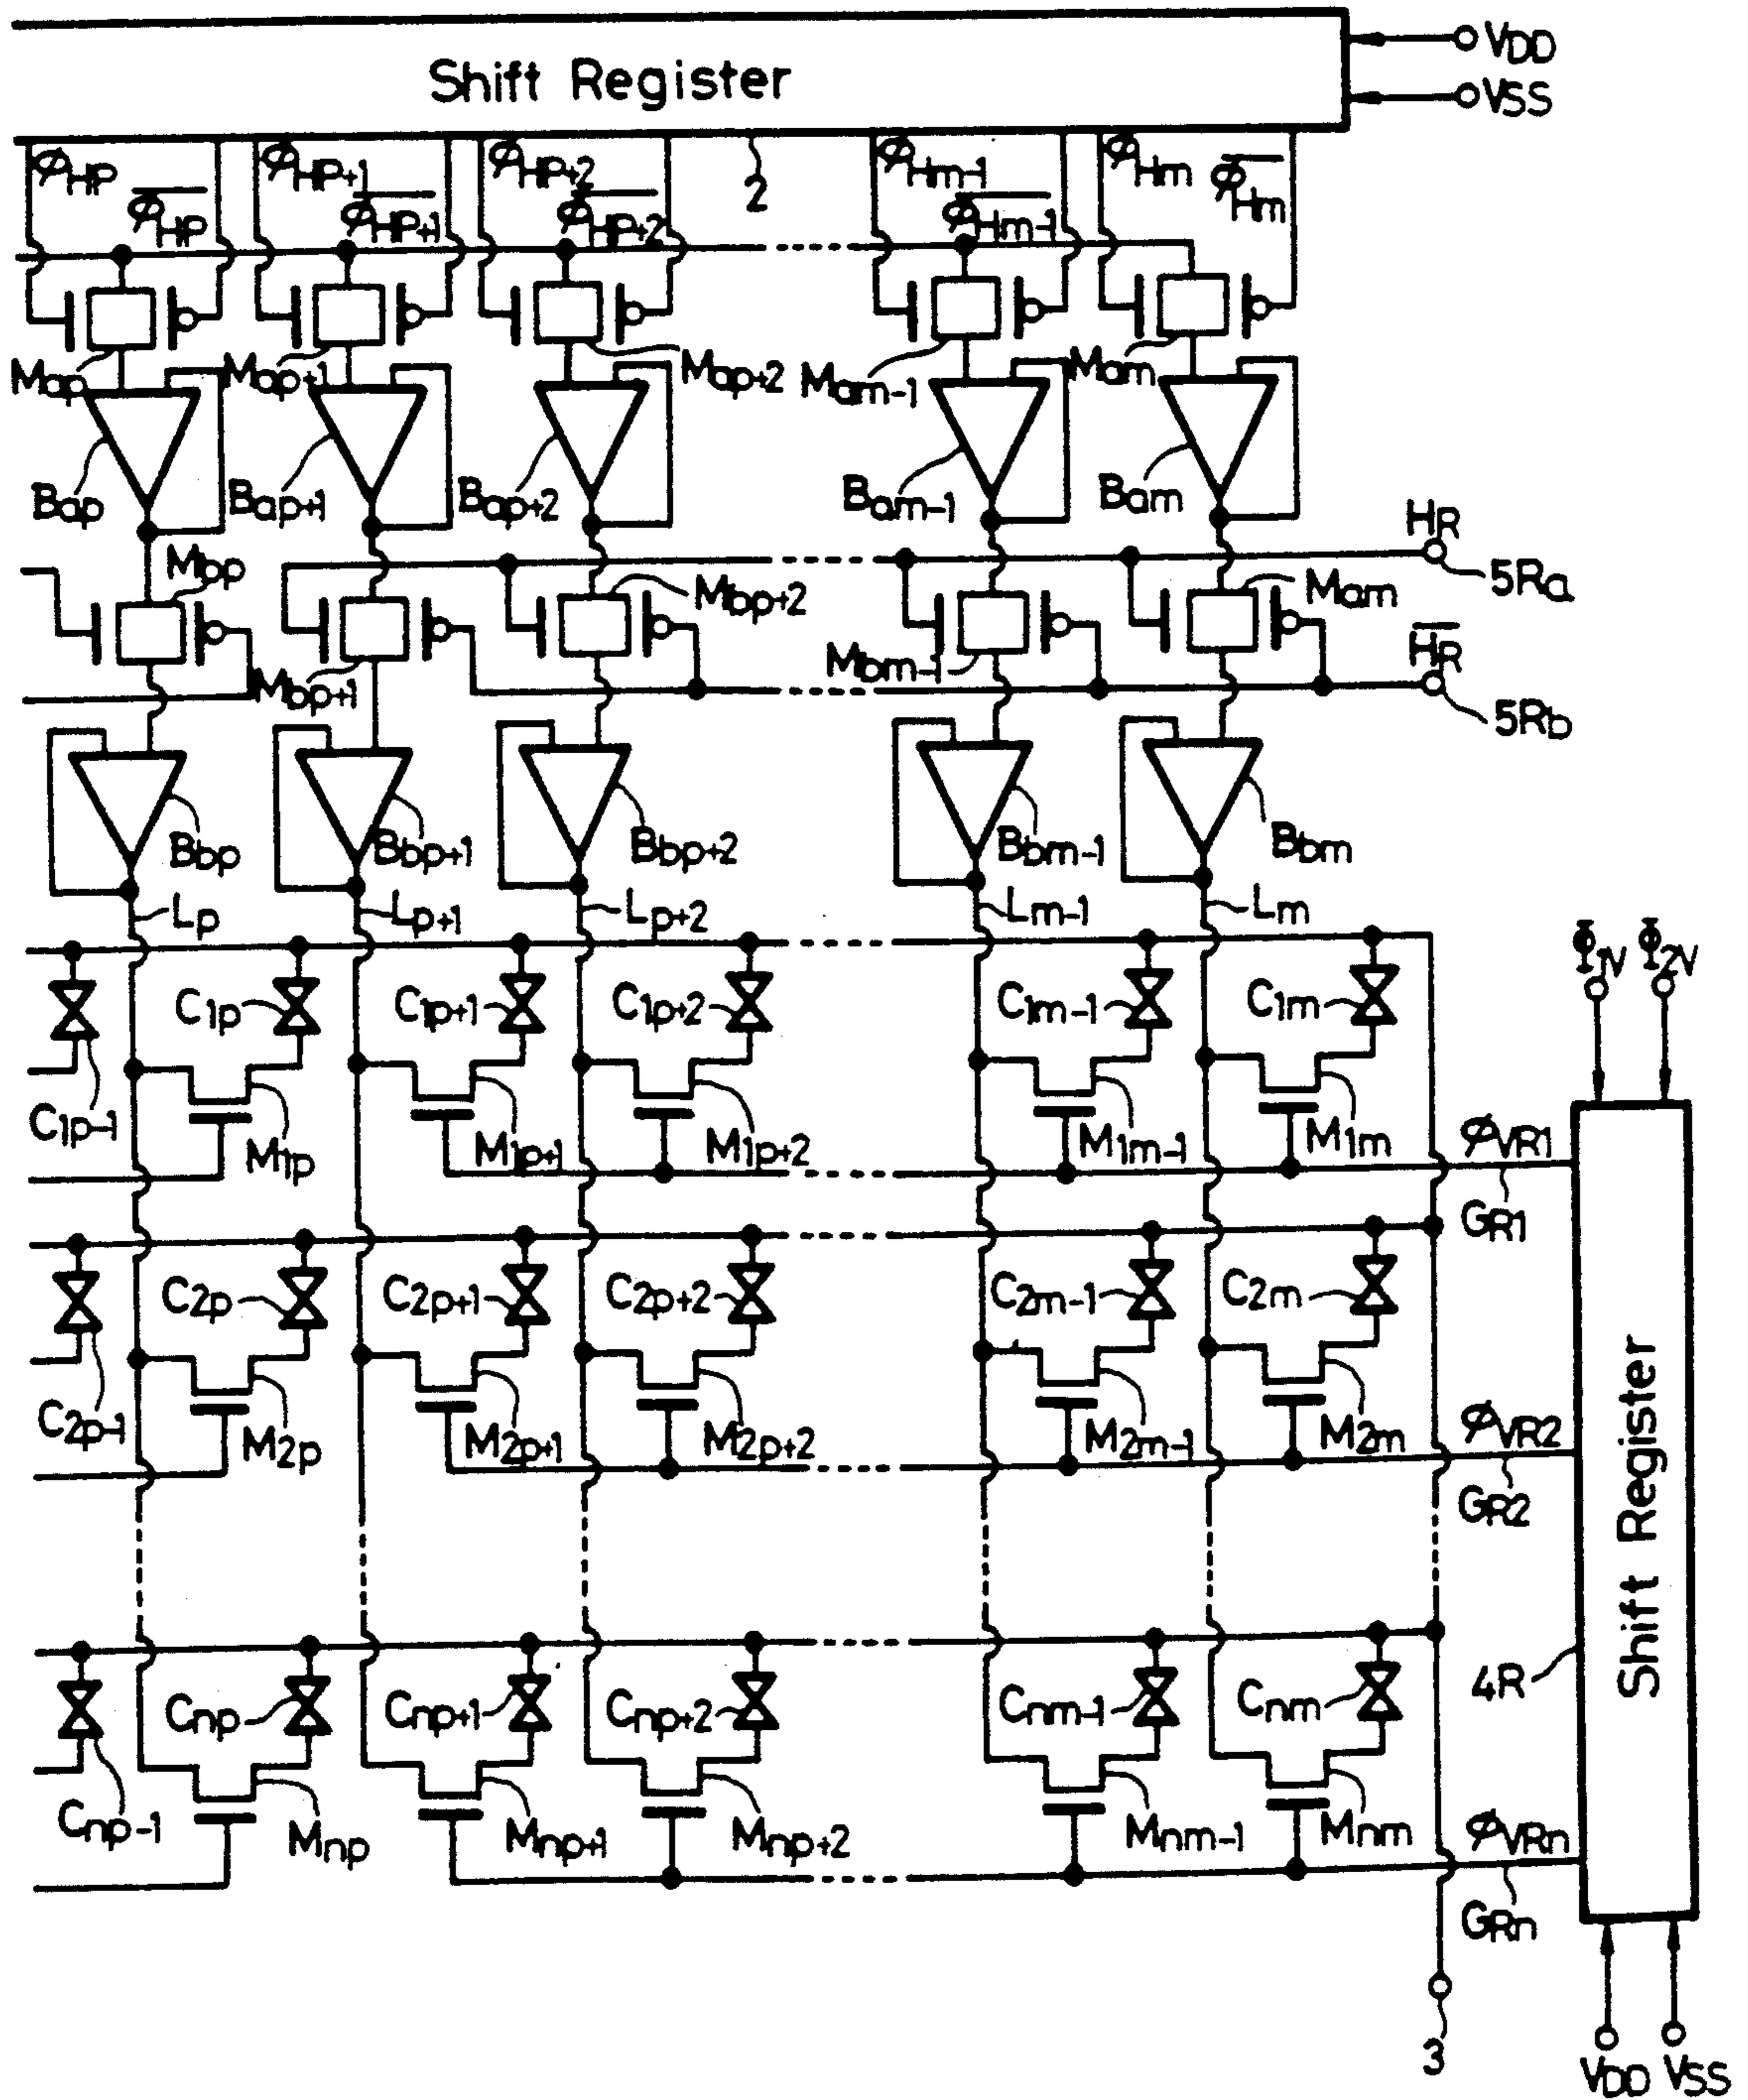 VDD
Shift Register
VSS
ϕHP ϕHP+1 ϕHP+2 2 ϕHm-1 ϕHm
ϕ̅HP ϕ̅HP+1 ϕ̅HP+2 ϕ̅Hm-1 ϕ̅Hm
Map Map+1 Map+2 Mam-1 Mam
Bap Bap+1 Bap+2 Bam-1 Bam
HR
5Ra
Mbp Mbp+2 Mam
H̅R
Mbp+1 Mbm-1
5Rb
Bbp Bbp+1 Bbp+2 Bbm-1 Bbm
Lp Lp+1 Lp+2 Lm-1 Lm
Φ1V Φ2V
C1p C1p+1 C1p+2 C1m-1 C1m
C1p-1 M1p M1p+1 M1p+2 M1m-1 M1m ϕVR1
GR1
C2p C2p+1 C2p+2 C2m-1 C2m
C2p-1 M2p M2p+1 M2p+2 M2m-1 M2m ϕVR2
GR2
Shift Register
4R
Cnp Cnp+1 Cnp+2 Cnm-1 Cnm
Cnp-1 Mnp Mnp+1 Mnp+2 Mnm-1 Mnm ϕVRn
GRn
3
VDD VSS